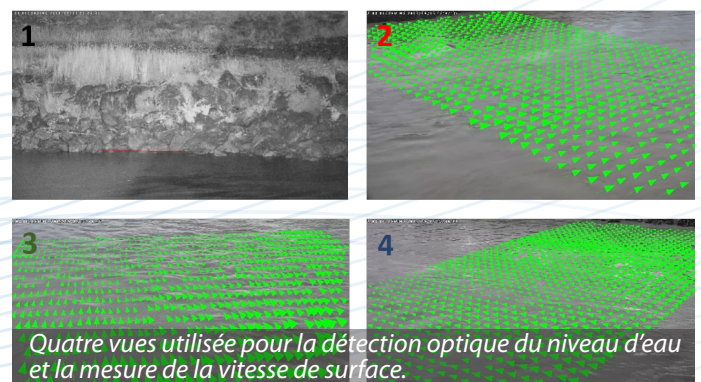 1
2
3
4
Quatre vues utilisée pour la détection optique du niveau d'eau
et la mesure de la vitesse de surface.